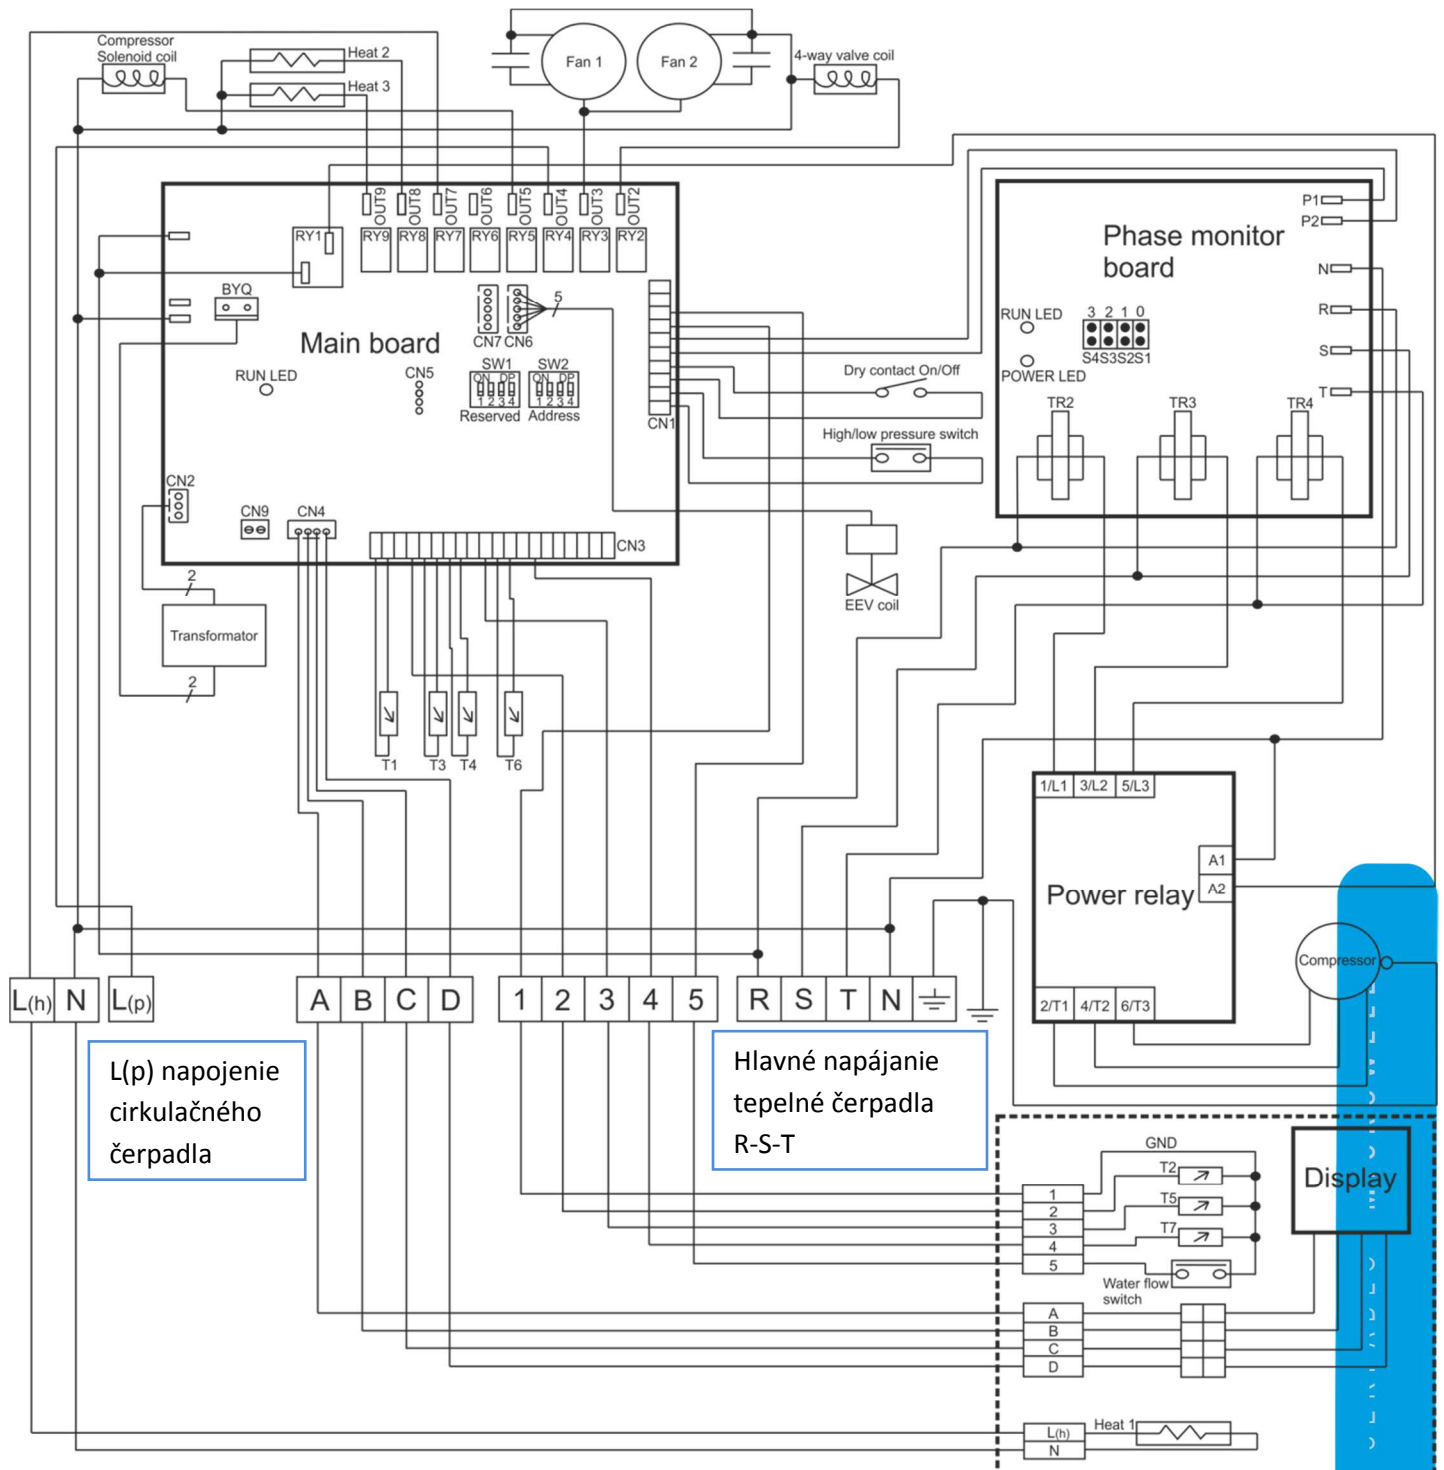 Compressor
Solenoid coil
Heat 2
Heat 3
Fan 1
Fan 2
4-way valve coil
OUT9
OUT8
OUT7
OUT6
OUT5
OUT4
OUT3
OUT2
RY1
RY9
RY8
RY7
RY6
RY5
RY4
RY3
RY2
BYQ
Main board
RUN LED
CN5
CN7 CN6
5
SW1
SW2
ON DP
ON DP
1 2 3 4
1 2 3 4
Reserved
Address
CN1
CN2
CN9
CN4
CN3
Phase monitor
board
P1
P2
N
R
S
T
RUN LED
POWER LED
3 2 1 0
S4S3S2S1
TR2
TR3
TR4
Dry contact On/Off
High/low pressure switch
EEV coil
2
Transformator
2
T1
T3
T4
T6
1/L1
3/L2
5/L3
A1
A2
Power relay
2/T1
4/T2
6/T3
Compressor
L(h)
N
L(p)
A
B
C
D
1
2
3
4
5
R
S
T
N
L(p) napojenie
cirkulačného
čerpadla
Hlavné napájanie
tepelné čerpadla
R-S-T
GND
T2
T5
T7
1
2
3
4
5
Water flow
switch
Display
A
B
C
D
L(h)
N
Heat 1